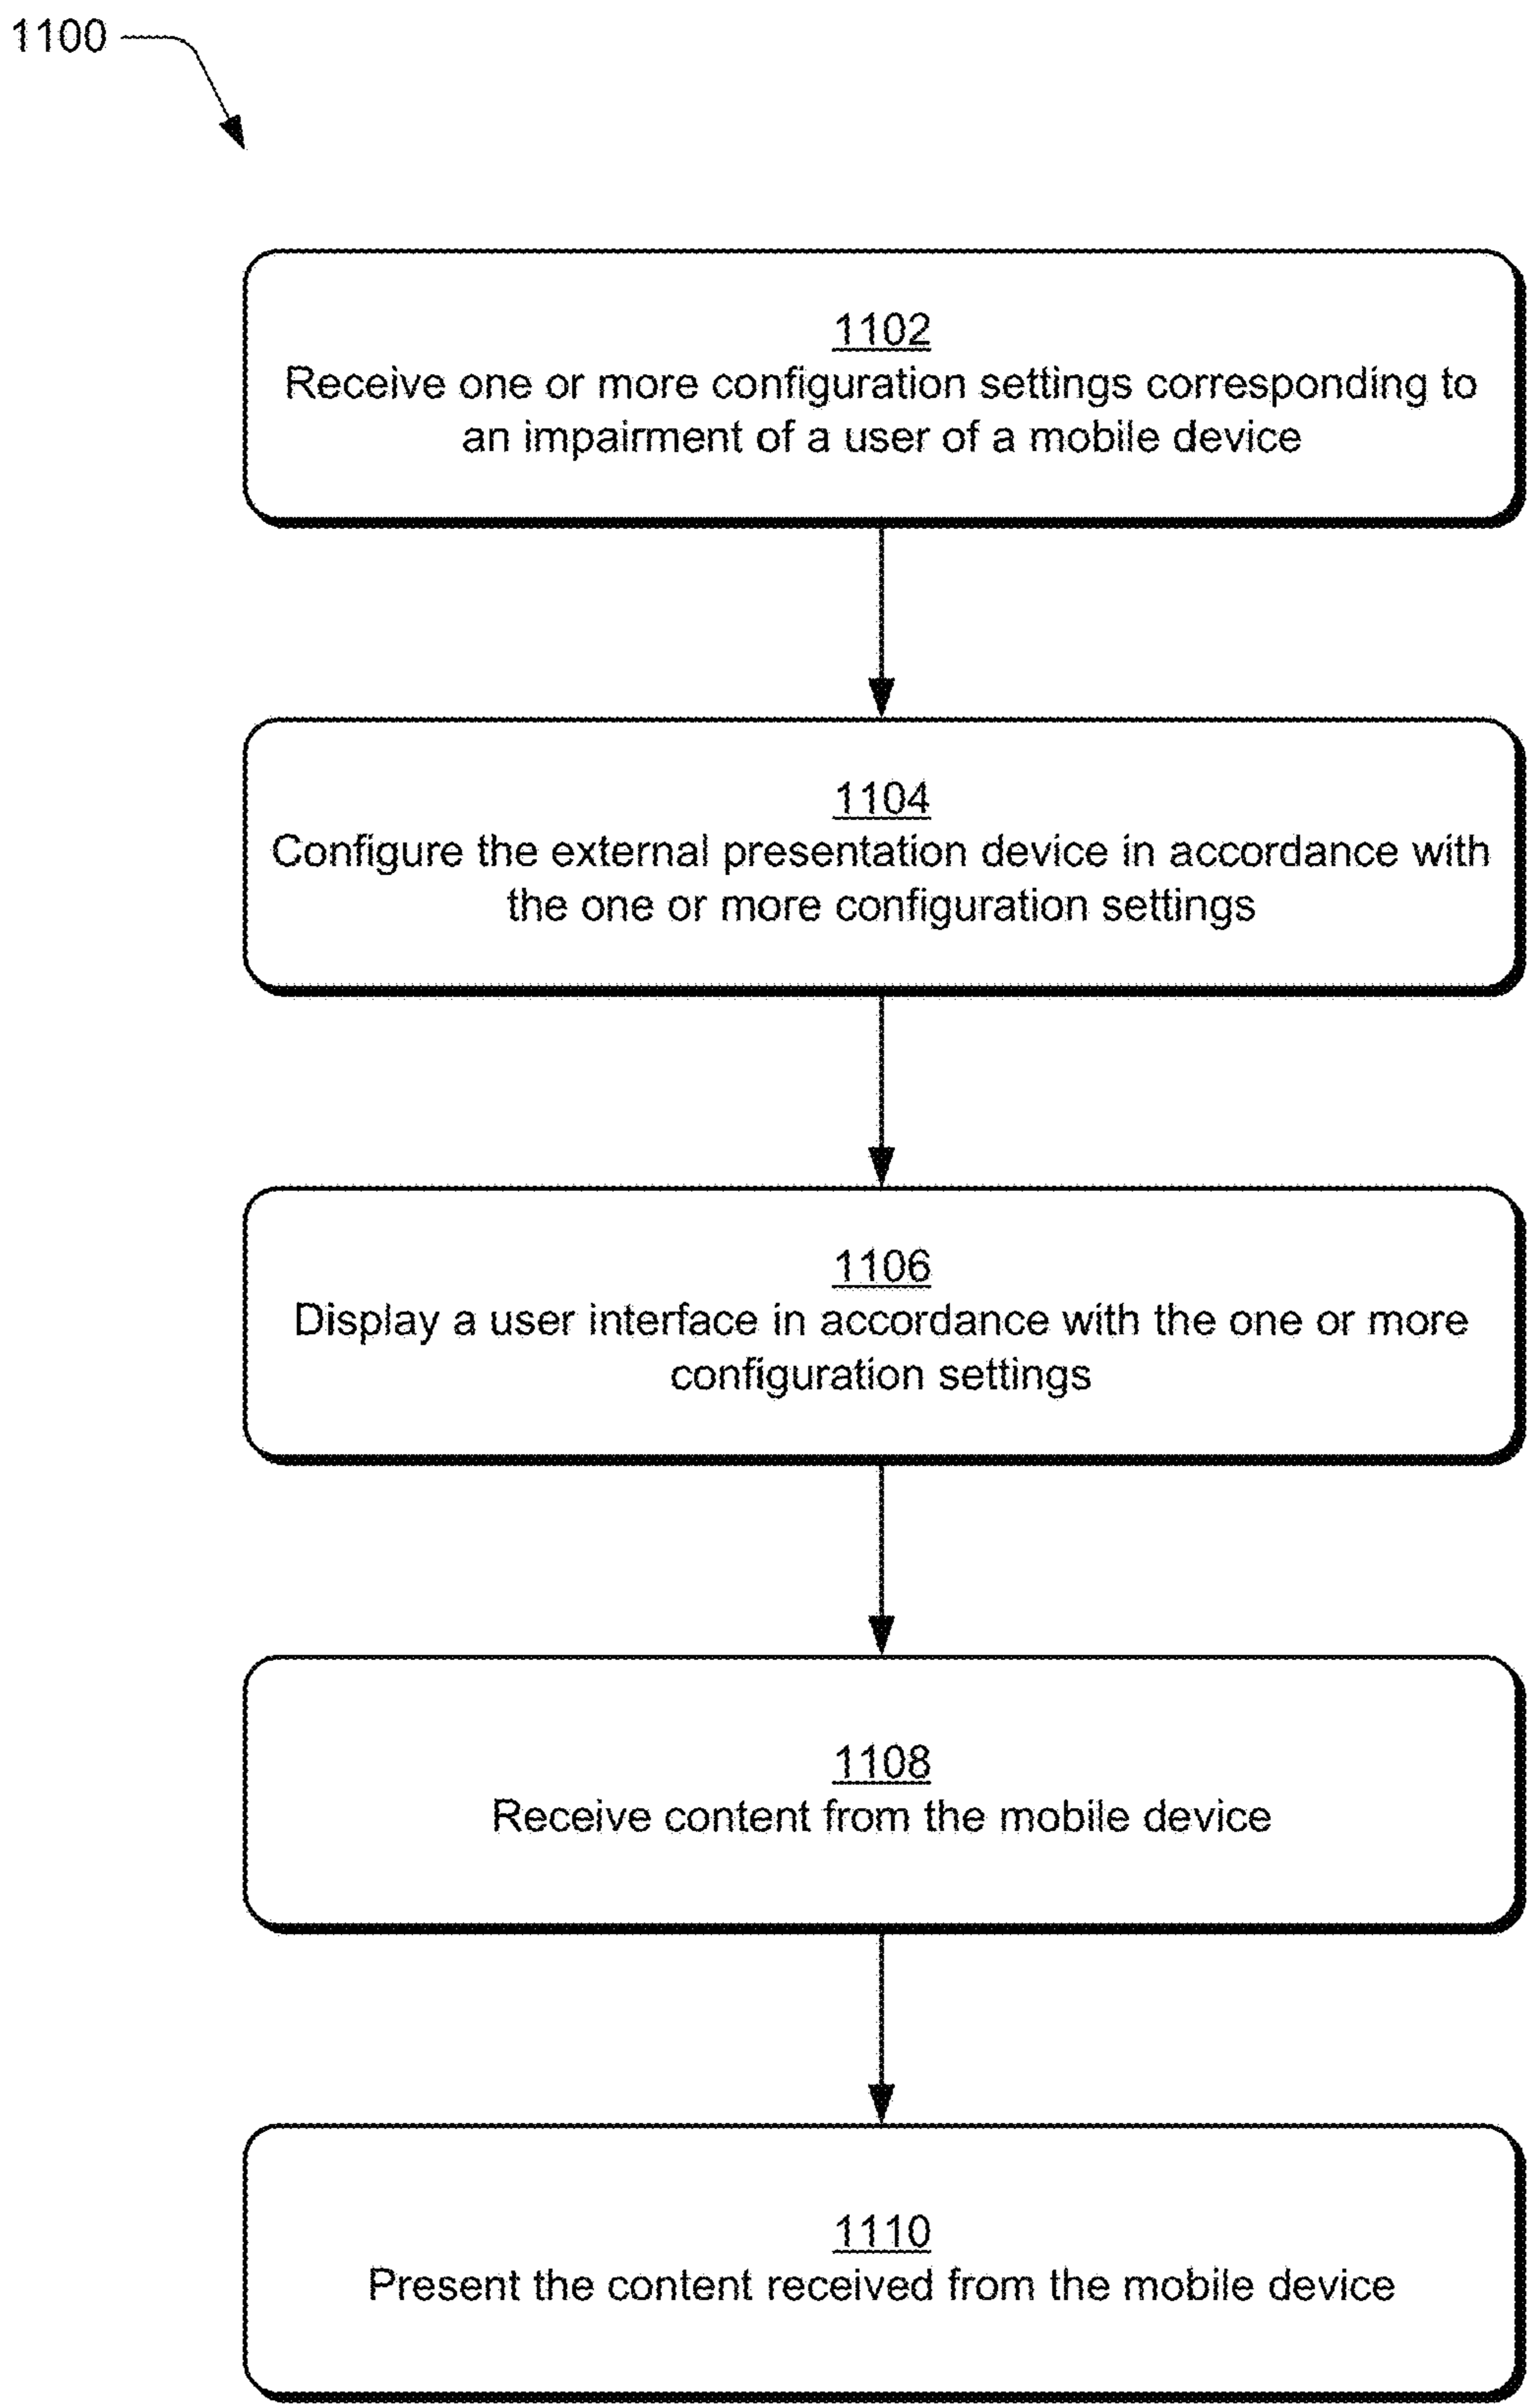 1100
1102
Receive one or more configuration settings corresponding to
an impairment of a user of a mobile device
1104
Configure the external presentation device in accordance with
the one or more configuration settings
1106
Display a user interface in accordance with the one or more
configuration settings
1108
Receive content from the mobile device
1110
Present the content received from the mobile device